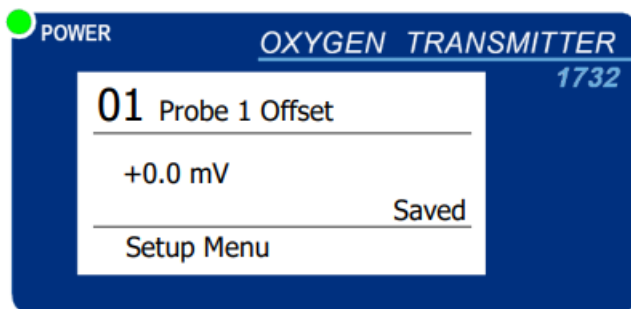 POWER
OXYGEN TRANSMITTER
1732
01 Probe 1 Offset
+0.0 mV
Saved
Setup Menu